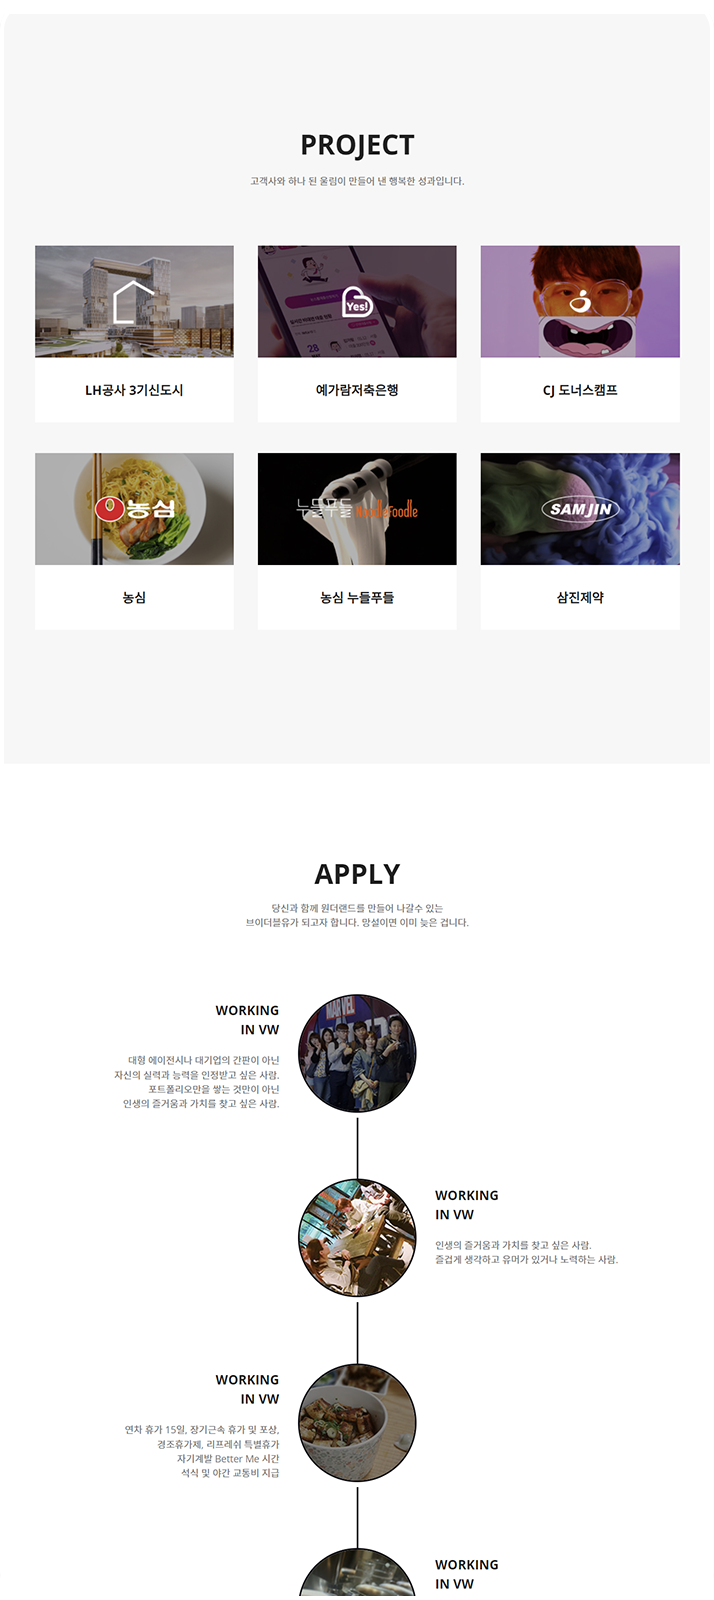 PROJECT
고객사와 하나 된 울림이 만들어 낸 행복한 성과입니다.
28
Yes!
LH공사 3기신도시
예가람저축은행
CJ 도너스캠프
농심
누들푸들 NoodleFoodle
SAMJIN
농심
농심 누들푸들
삼진제약
APPLY
당신과 함께 원더랜드를 만들어 나갈수 있는
브이더블유가 되고자 합니다. 망설이면 이미 늦은 겁니다.
MARVEL
WORKING
IN VW
대형 에이전시나 대기업의 간판이 아닌
자신의 실력과 능력을 인정받고 싶은 사람.
포트폴리오만을 쌓는 것만이 아닌
인생의 즐거움과 가치를 찾고 싶은 사람.
WORKING
IN VW
인생의 즐거움과 가치를 찾고 싶은 사람.
즐겁게 생각하고 유머가 있거나 노력하는 사람.
WORKING
IN VW
연차 휴가 15일, 장기근속 휴가 및 포상,
경조휴가제, 리프레쉬 특별휴가
자기계발 Better Me 시간
석식 및 야간 교통비 지급
WORKING
IN VW